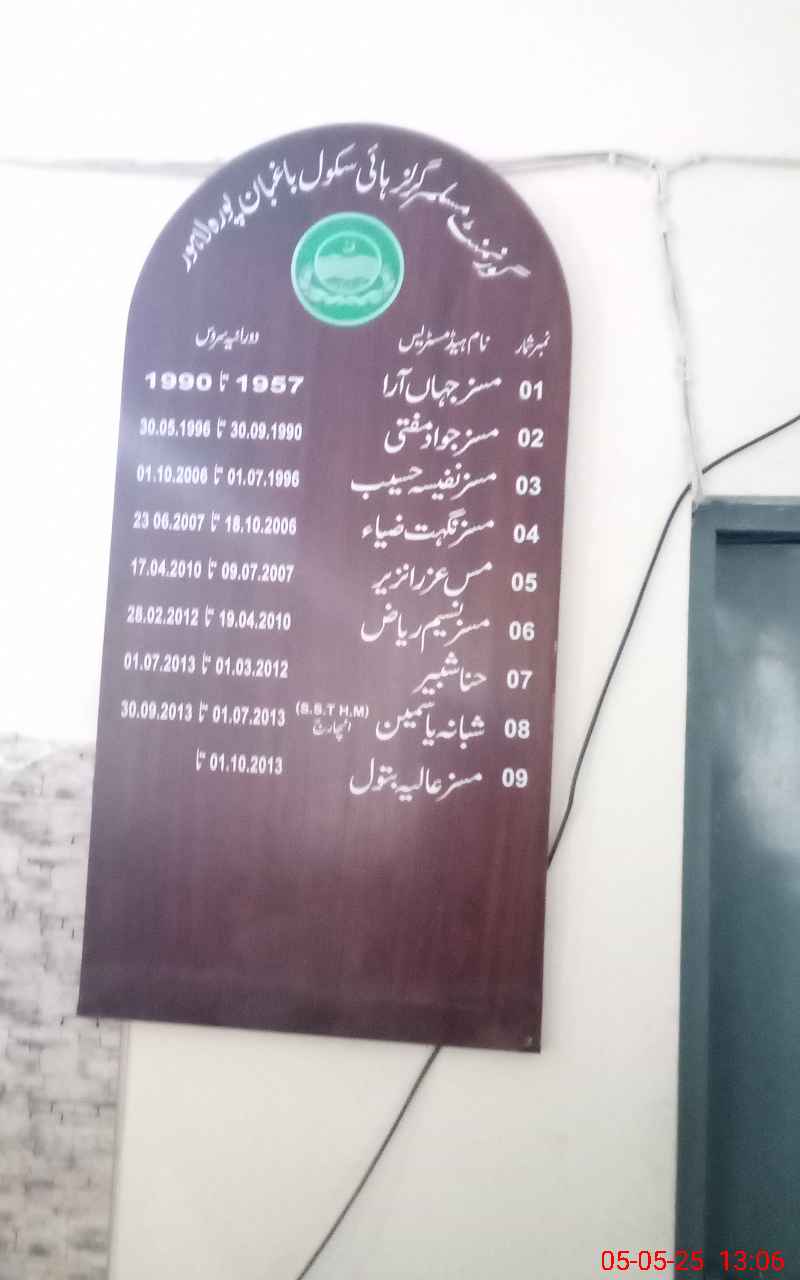 گورنمنٹ مسلم گرلز ہائی سکول باغبان پورہ لاہور
نمبر شمار نام ہیڈ مسٹریس دورانیہ سروس
01 مسز جہاں آرا 1957 تا 1990
02 مسز جواد مفتی 30.09.1990 تا 30.05.1996
03 مسز نفیسہ حسیب 01.07.1996 تا 01.10.2006
04 مسز نگہت ضیاء 18.10.2006 تا 23 06.2007
05 مس عزرا نزیر 09.07.2007 تا 17.04.2010
06 مسز نسیم ریاض 19.04.2010 تا 28.02.2012
07 حنا شبیر 01.03.2012 تا 01.07.2013
08 شبانہ یاسمین (S.S.T H.M) انچارج 01.07.2013 تا 30.09.2013
09 مسز عالیہ بتول 01.10.2013 تا
05-05-25 13:06